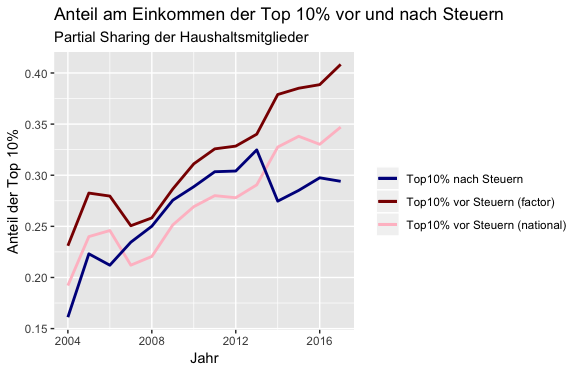 Anteil am Einkommen der Top 10% vor und nach Steuern
Partial Sharing der Haushaltsmitglieder
Anteil der Top 10%
0.40
0.35
0.30
0.25
0.20
0.15
2004
2008
2012
2016
Jahr
Top10% nach Steuern
Top10% vor Steuern (factor)
Top10% vor Steuern (national)